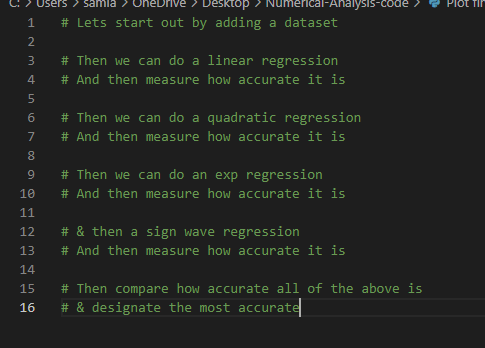 C: > Users > samia > OneDrive > Desktop > Numerical-Analysis-code > Plot fin
1 # Lets start out by adding a dataset
2
3 # Then we can do a linear regression
4 # And then measure how accurate it is
5
6 # Then we can do a quadratic regression
7 # And then measure how accurate it is
8
9 # Then we can do an exp regression
10 # And then measure how accurate it is
11
12 # & then a sign wave regression
13 # And then measure how accurate it is
14
15 # Then compare how accurate all of the above is
16 # & designate the most accurate